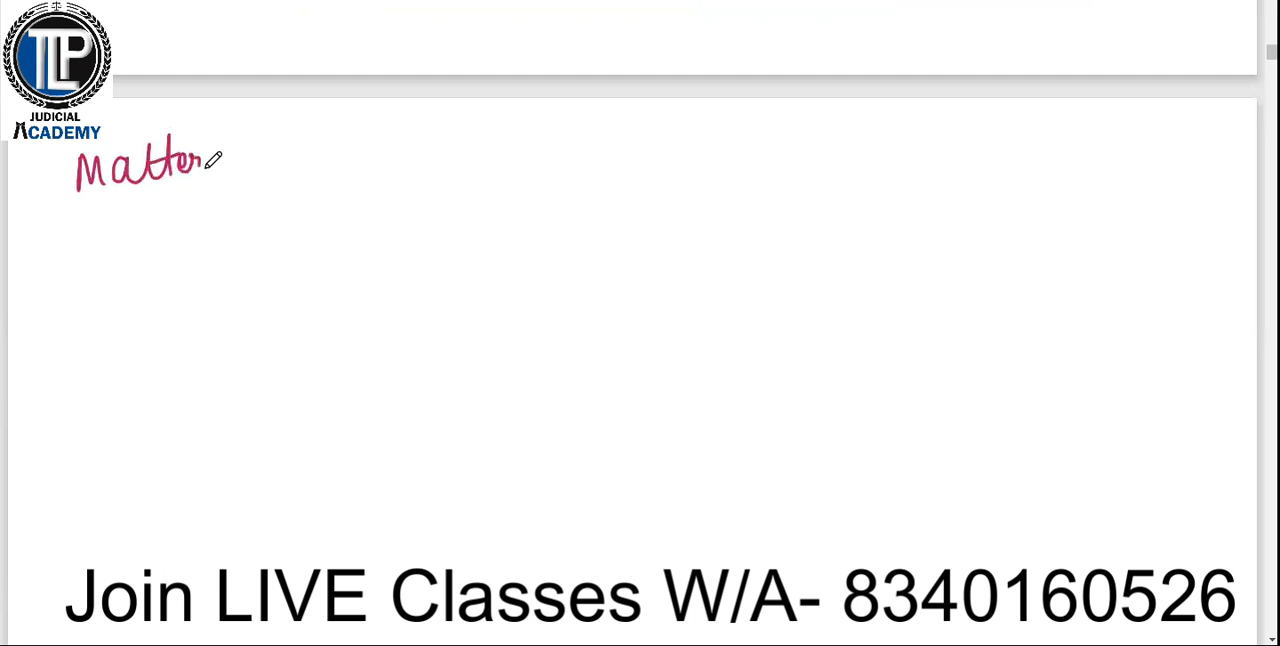 TLP
JUDICIAL
ACADEMY
Matter
Join LIVE Classes W/A- 8340160526